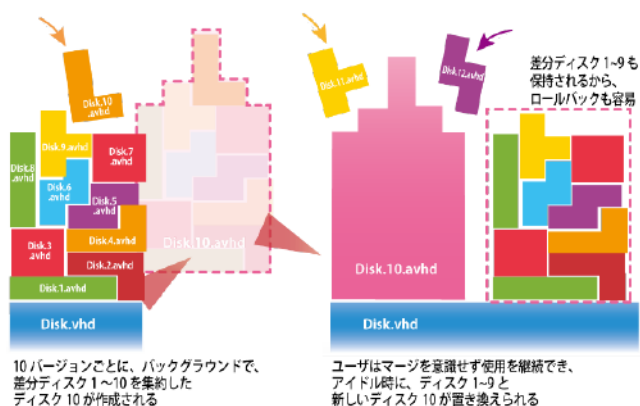 Disk.10
.avhd
Disk.9.avhd
Disk.8
.avhd
Disk.7
.avhd
Disk.6
.avhd
Disk.5
.avhd
Disk.4.avhd
Disk.3
.avhd
Disk.2.avhd
Disk.1.avhd
Disk.vhd
Disk.10.avhd
10 バージョンごとに、バックグラウンドで、
差分ディスク 1 ～10 を集約した
ディスク 10 が作成される
Disk.11.avhd
Disk.12.avhd
差分ディスク 1~9 も
保持されるから、
ロールバックも容易
Disk.10.avhd
Disk.vhd
ユーザはマージを意識せず使用を継続でき、
アイドル時に、ディスク 1~9 と
新しいディスク 10 が置き換えられる